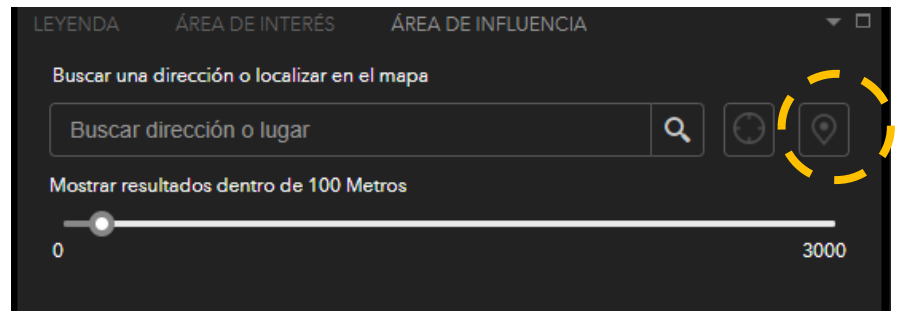 LEYENDA ÁREA DE INTERÉS ÁREA DE INFLUENCIA
Buscar una dirección o localizar en el mapa
Buscar dirección o lugar
Mostrar resultados dentro de 100 Metros
0 3000